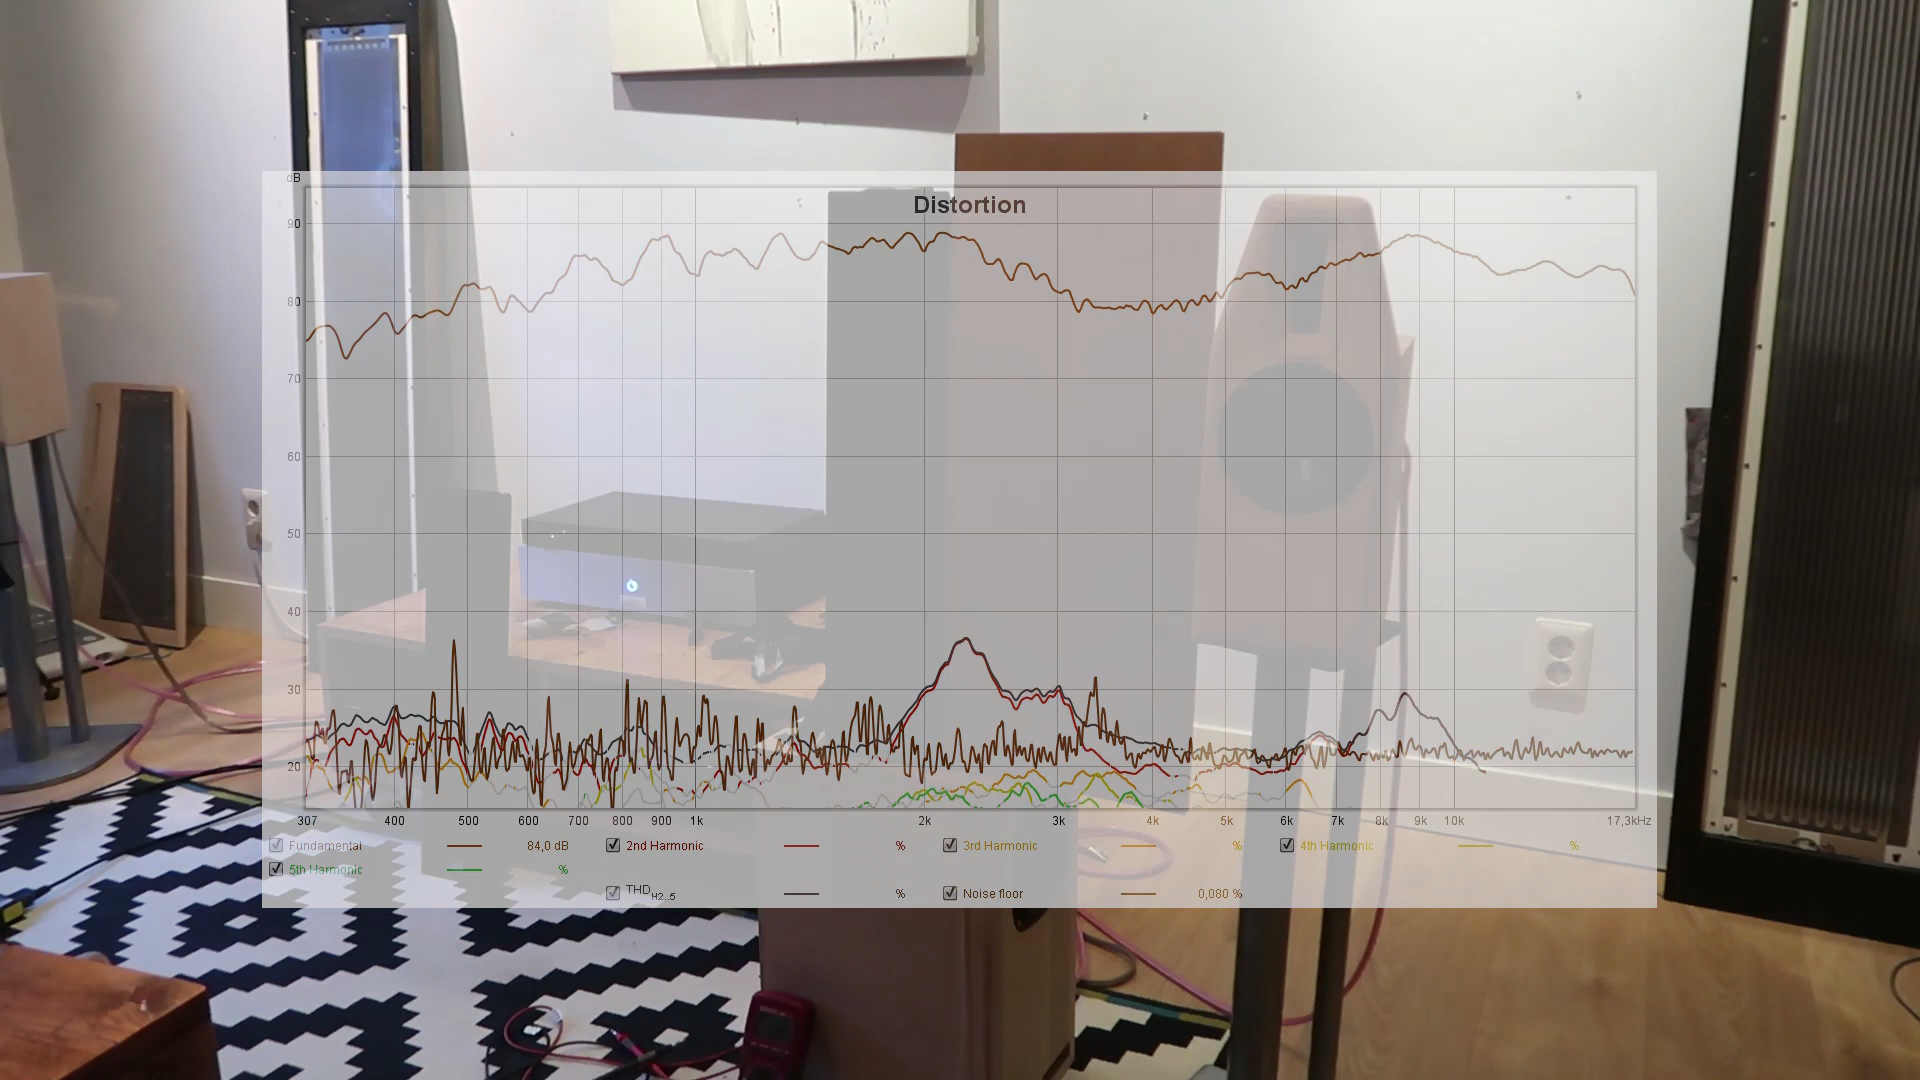 dB
Distortion
90
80
70
60
50
40
30
20
307 400 500 600 700 800 900 1k 2k 3k 4k 5k 6k 7k 8k 9k 10k 17,3kHz
Fundamental 84,0 dB 2nd Harmonic % 3rd Harmonic % 4th Harmonic %
5th Harmonic %
THD H2..5 % Noise floor 0,080 %